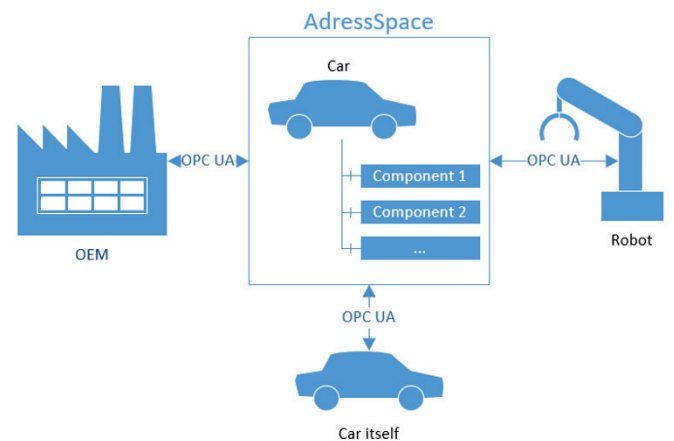 AdressSpace
Car
OPC UA
OPC UA
Component 1
Component 2
...
OEM
Robot
OPC UA
Car itself